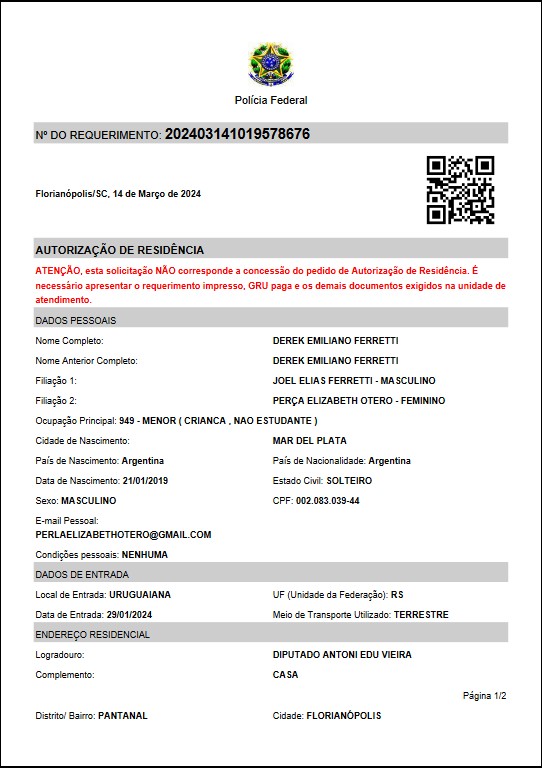 Polícia Federal
Nº DO REQUERIMENTO: 202403141019578676
Florianópolis/SC, 14 de Março de 2024
AUTORIZAÇÃO DE RESIDÊNCIA
ATENÇÃO, esta solicitação NÃO corresponde a concessão do pedido de Autorização de Residência. É
necessário apresentar o requerimento impresso, GRU paga e os demais documentos exigidos na unidade de
atendimento.
DADOS PESSOAIS
Nome Completo: DEREK EMILIANO FERRETTI
Nome Anterior Completo: DEREK EMILIANO FERRETTI
Filiação 1: JOEL ELIAS FERRETTI - MASCULINO
Filiação 2: PERÇA ELIZABETH OTERO - FEMININO
Ocupação Principal: 949 - MENOR ( CRIANCA , NAO ESTUDANTE )
Cidade de Nascimento: MAR DEL PLATA
País de Nascimento: Argentina País de Nacionalidade: Argentina
Data de Nascimento: 21/01/2019 Estado Civil: SOLTEIRO
Sexo: MASCULINO CPF: 002.083.039-44
E-mail Pessoal:
PERLAELIZABETHOTERO@GMAIL.COM
Condições pessoais: NENHUMA
DADOS DE ENTRADA
Local de Entrada: URUGUAIANA UF (Unidade da Federação): RS
Data de Entrada: 29/01/2024 Meio de Transporte Utilizado: TERRESTRE
ENDEREÇO RESIDENCIAL
Logradouro: DIPUTADO ANTONI EDU VIEIRA
Complemento: CASA
Página 1/2
Distrito/ Bairro: PANTANAL Cidade: FLORIANÓPOLIS